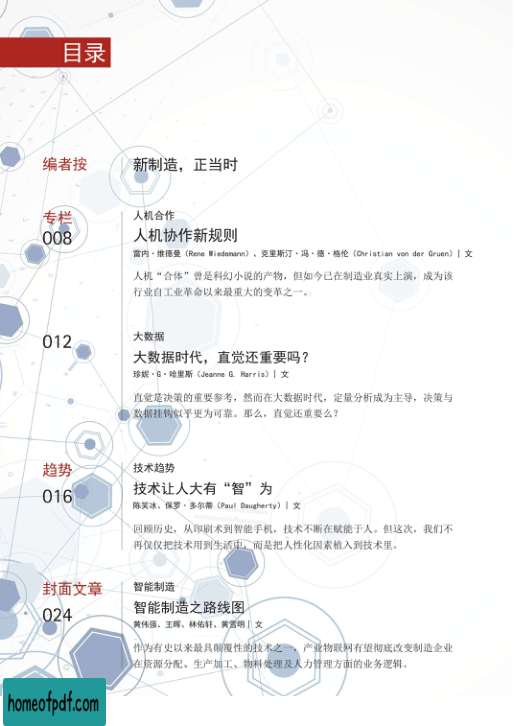 目录
编者按
新制造，正当时
专栏
人机合作
008
人机协作新规则
雷内·维德曼（Rene Wiedemann）、克里斯汀·冯·德·格伦（Christian von der Gruen）| 文
人机“合体”曾是科幻小说的产物，但如今已在制造业真实上演，成为该
行业自工业革命以来最重大的变革之一。
012
大数据
大数据时代，直觉还重要吗？
珍妮·G·哈里斯（Jeanne G. Harris）| 文
直觉是决策的重要参考，然而在大数据时代，定量分析成为主导，决策与
数据挂钩似乎更为可靠。那么，直觉还重要么？
趋势
技术趋势
016
技术让人大有“智”为
陈笑冰、保罗·多尔蒂（Paul Daugherty）| 文
回顾历史，从印刷术到智能手机，技术不断在赋能于人。但这次，我们不
再仅仅把技术用到生活中，而是把人性化因素植入到技术里。
封面文章
智能制造
024
智能制造之路线图
黄伟强、王晖、林佑轩、黄雪明| 文
作为有史以来最具颠覆性的技术之一，产业物联网有望彻底改变制造企业
在资源分配、生产加工、物料处理及人力管理方面的业务逻辑。
homeofpdf.com